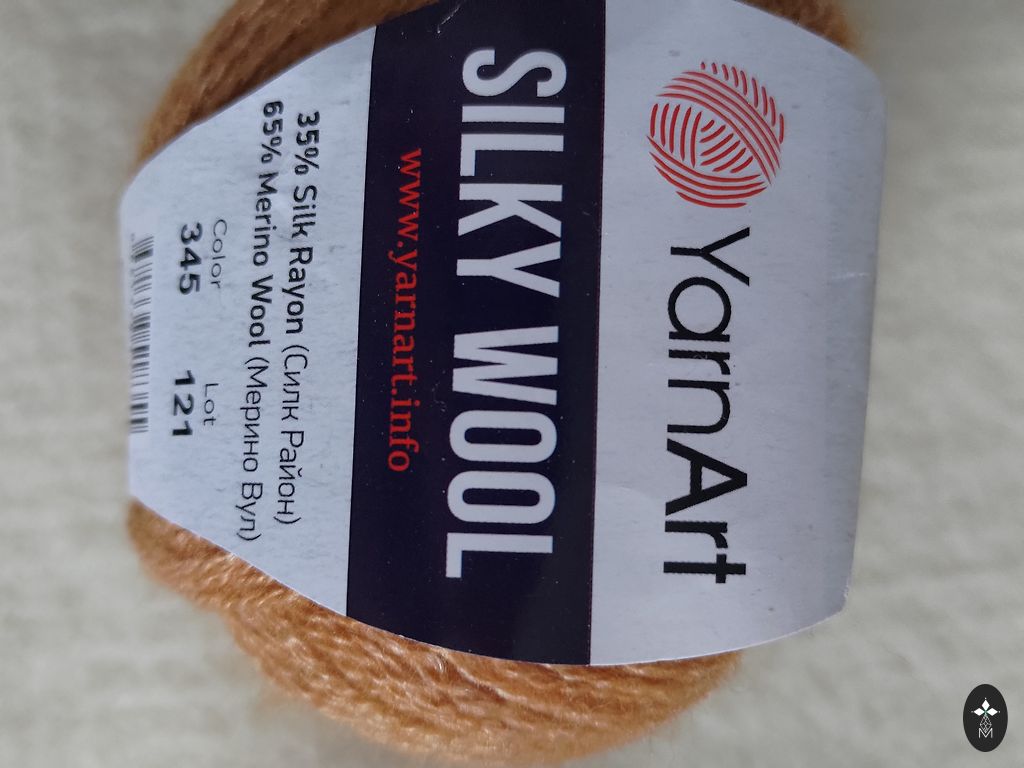 YarnArt
SILKY WOOL
www.yarnart.info
35% Silk Rayon (Силк Район)
65% Merino Wool (Мерино Вул)
Color Lot
345 121
M